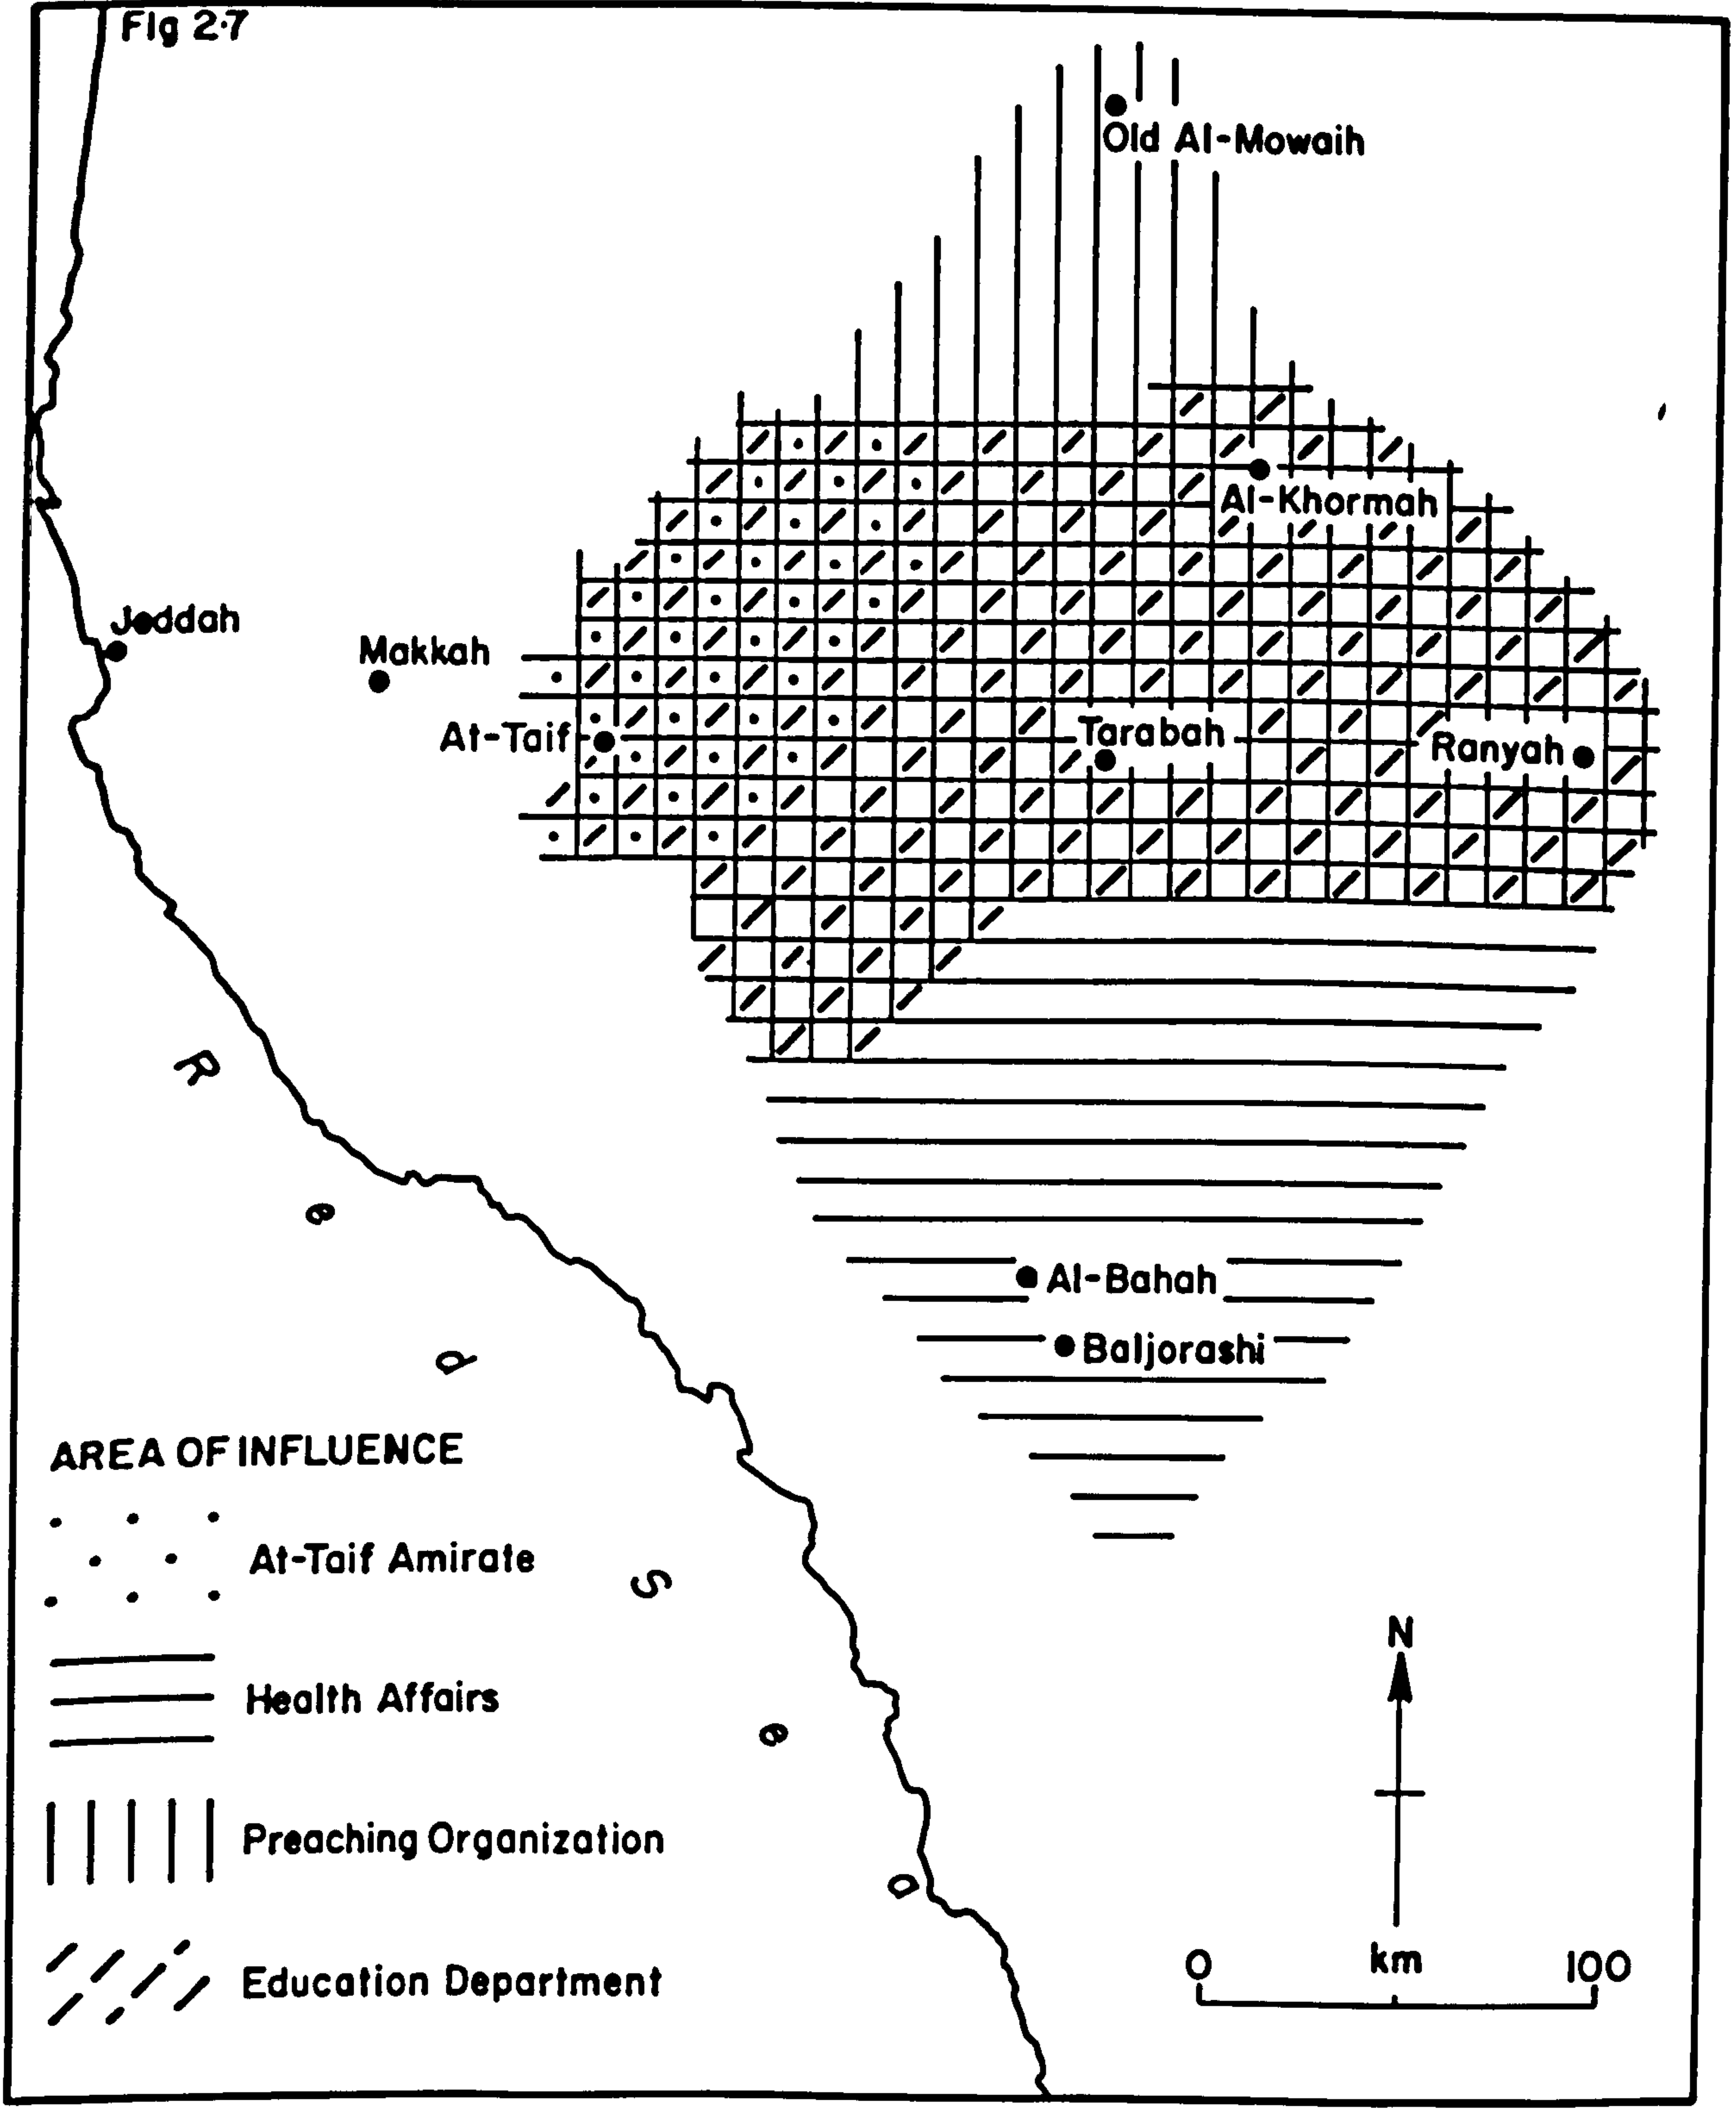 Fig 2·7
Old Al-Mowaih
Al-Khormah
Jeddah
Makkah
At-Taif
Tarabah
Ranyah
R e d S e a
Al-Bahah
Baljorashi
AREA OF INFLUENCE
At-Taif Amirate
Health Affairs
Preaching Organization
Education Department
N
0 km 100